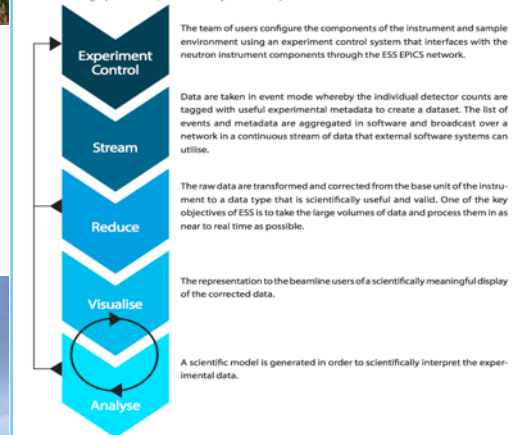 Experiment
Control
The team of users configure the components of the instrument and sample
environment using an experiment control system that interfaces with the
neutron instrument components through the ESS EPICS network.
Stream
Data are taken in event mode whereby the individual detector counts are
tagged with useful experimental metadata to create a dataset. The list of
events and metadata are aggregated in software and broadcast over a
network in a continuous stream of data that external software systems can
utilise.
Reduce
The raw data are transformed and corrected from the base unit of the instru-
ment to a data type that is scientifically useful and valid. One of the key
objectives of ESS is to take the large volumes of data and process them in as
near to real time as possible.
Visualise
The representation to the beamline users of a scientifically meaningful display
of the corrected data.
Analyse
A scientific model is generated in order to scientifically interpret the exper-
imental data.